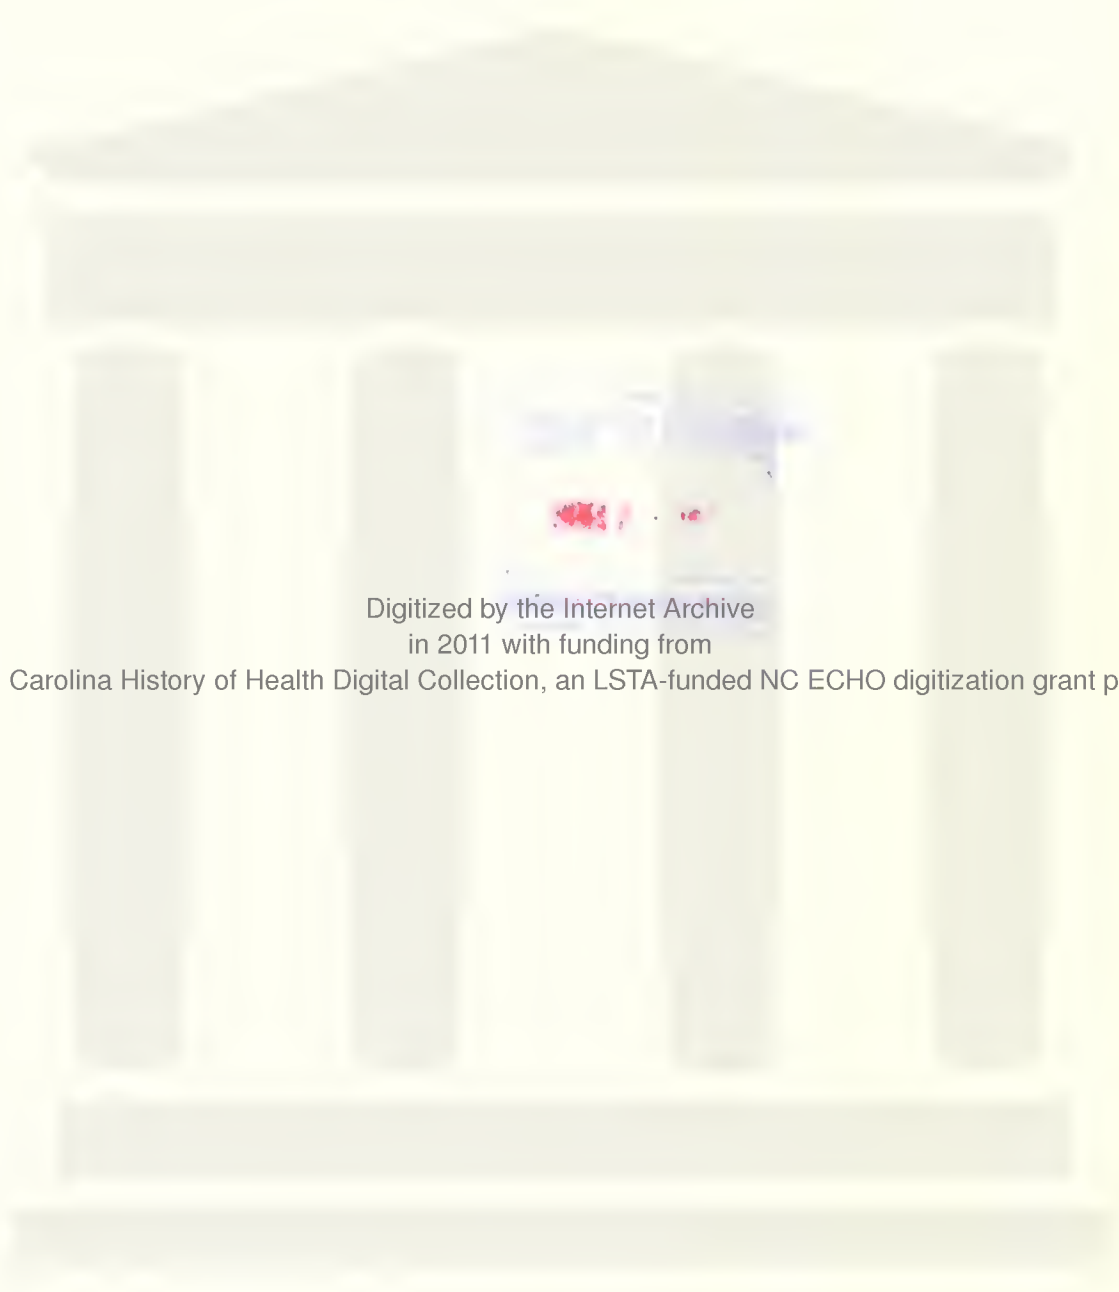 Digitized by the Internet Archive
in 2011 with funding from
Carolina History of Health Digital Collection, an LSTA-funded NC ECHO digitization grant p